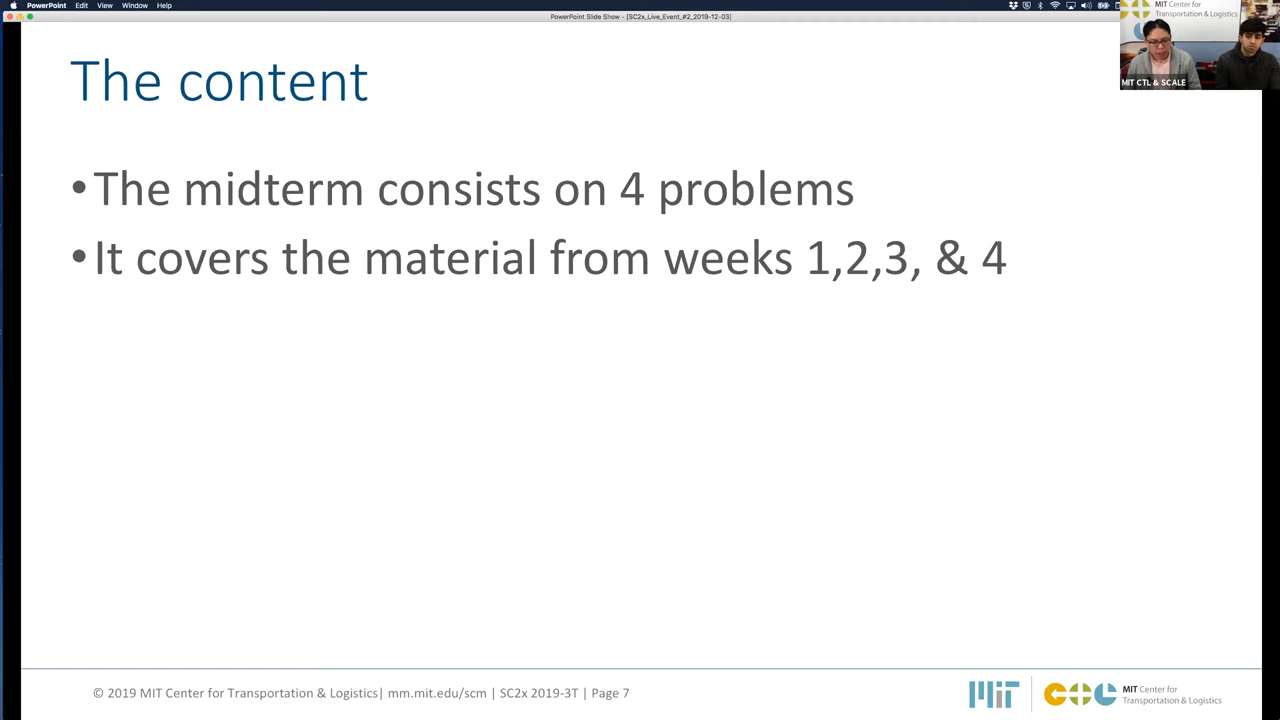 PowerPoint File Edit View Window Help
PowerPoint Slide Show - [SC2x_Live_Event_#2_2019-12-03]
MIT Center for
Transportation & Logistics
MIT CTL & SCALE
The content
•The midterm consists on 4 problems
•It covers the material from weeks 1,2,3, & 4
© 2019 MIT Center for Transportation & Logistics| mm.mit.edu/scm | SC2x 2019-3T | Page 7
MIT
CTL
MIT Center for
Transportation & Logistics